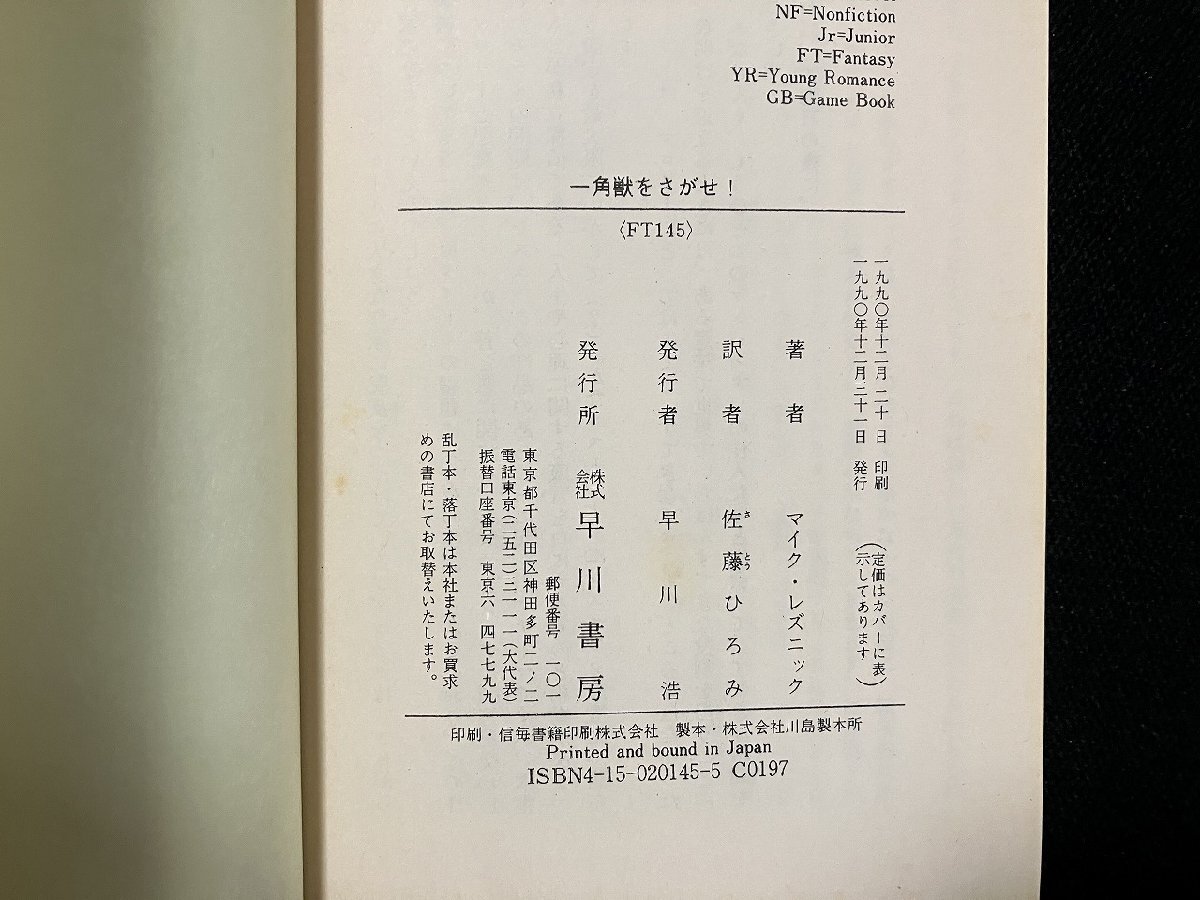 NF=Nonfiction
Jr=Junior
FT=Fantasy
YR=Young Romance
GB=Game Book
一角獣をさがせ！
〈FT145〉
一九九〇年十二月二十日 印刷
一九九〇年十二月三十一日 発行
（定価はカバーに表
示してあります）
著者 マイク・レズニック
訳者 佐藤ひろみ
さとう
発行者 早川浩
発行所 株式会社 早川書房
郵便番号 一〇一
東京都千代田区神田多町二ノ二
電話東京（二五二）三一一一（大代表）
振替口座番号 東京六-四七七九九
乱丁本・落丁本は本社またはお買求
めの書店にてお取替えいたします。
印刷・信毎書籍印刷株式会社 製本・株式会社川島製本所
Printed and bound in Japan
ISBN4-15-020145-5 C0197